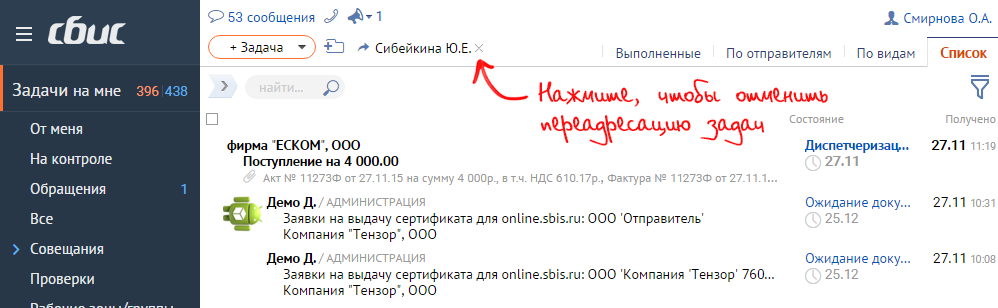 сбис
53 сообщения 1
Смирнова О.А.
+ Задача
Сибейкина Ю.Е.
Выполненные
По отправителям
По видам
Список
Задачи на мне 396 438
От меня
На контроле
Обращения 1
Все
Совещания
Проверки
Рабочие зоны/группы
найти...
Нажмите, чтобы отменить
переадресацию задач
Состояние
Получено
фирма "ЕСКОМ", ООО
Диспетчеризац...
27.11 11:19
Поступление на 4 000.00
27.11
Акт № 11273Ф от 27.11.15 на сумму 4 000р., в т.ч. НДС 610.17р., Фактура № 11273Ф от 27.11.1...
Демо Д. / АДМИНИСТРАЦИЯ
Ожидание доку...
27.11 10:31
Заявки на выдачу сертификата для online.sbis.ru: ООО 'Отправитель'
25.12
Компания "Тензор", ООО
Демо Д. / АДМИНИСТРАЦИЯ
Ожидание доку...
27.11 10:08
Заявки на выдачу сертификата для online.sbis.ru: ООО 'Компания 'Тензор' 760...
25.12
Компания "Тензор", ООО